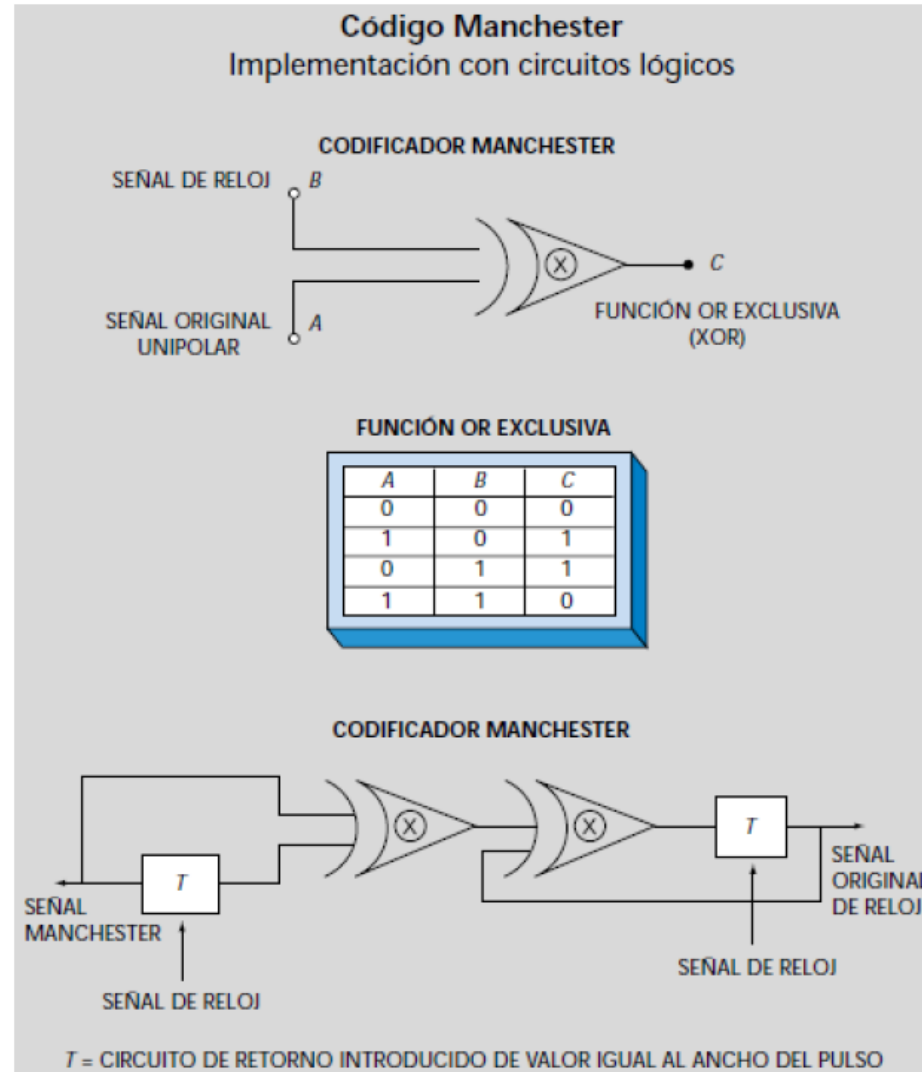 Código Manchester
Implementación con circuitos lógicos
CODIFICADOR MANCHESTER
SEÑAL DE RELOJ
B
X
C
SEÑAL ORIGINAL
UNIPOLAR
A
FUNCIÓN OR EXCLUSIVA
(XOR)
FUNCIÓN OR EXCLUSIVA
A B C
0 0 0
1 0 1
0 1 1
1 1 0
CODIFICADOR MANCHESTER
X
X
T
T
SEÑAL
MANCHESTER
SEÑAL
ORIGINAL
DE RELOJ
SEÑAL DE RELOJ
SEÑAL DE RELOJ
T = CIRCUITO DE RETORNO INTRODUCIDO DE VALOR IGUAL AL ANCHO DEL PULSO